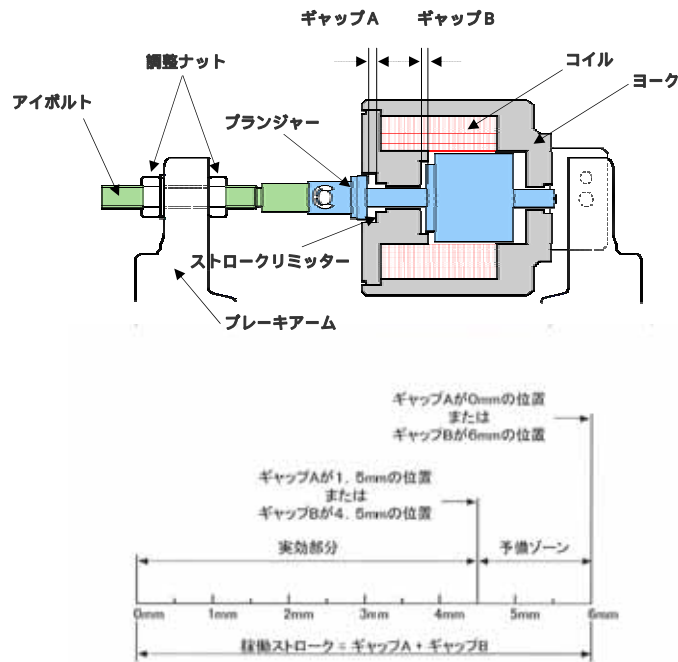 ギャップA ギャップB
調整ナット
コイル
ヨーク
アイボルト
プランジャー
ストロークリミッター
ブレーキアーム
ギャップAが0mmの位置
または
ギャップBが6mmの位置
ギャップAが1.5mmの位置
または
ギャップBが4.5mmの位置
実効部分 予備ゾーン
0mm 1mm 2mm 3mm 4mm 5mm 6mm
稼働ストローク = ギャップA + ギャップB